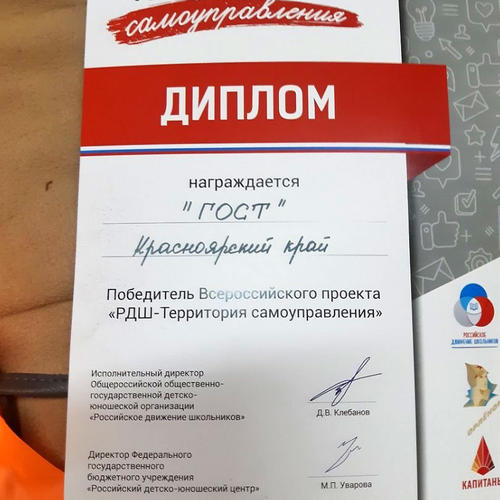 самоуправления
ДИПЛОМ
награждается
"ГОСТ"
Красноярский край
Победитель Всероссийского проекта
«РДШ-Территория самоуправления»
Исполнительный директор
Общероссийской общественно-
государственной детско-
юношеской организации
«Российское движение школьников»
Д.В. Клебанов
Директор Федерального
государственного
бюджетного учреждения
«Российский детско-юношеский центр»
М.П. Уварова
РОССИЙСКОЕ
ДВИЖЕНИЕ ШКОЛЬНИКОВ
КАПИТАН